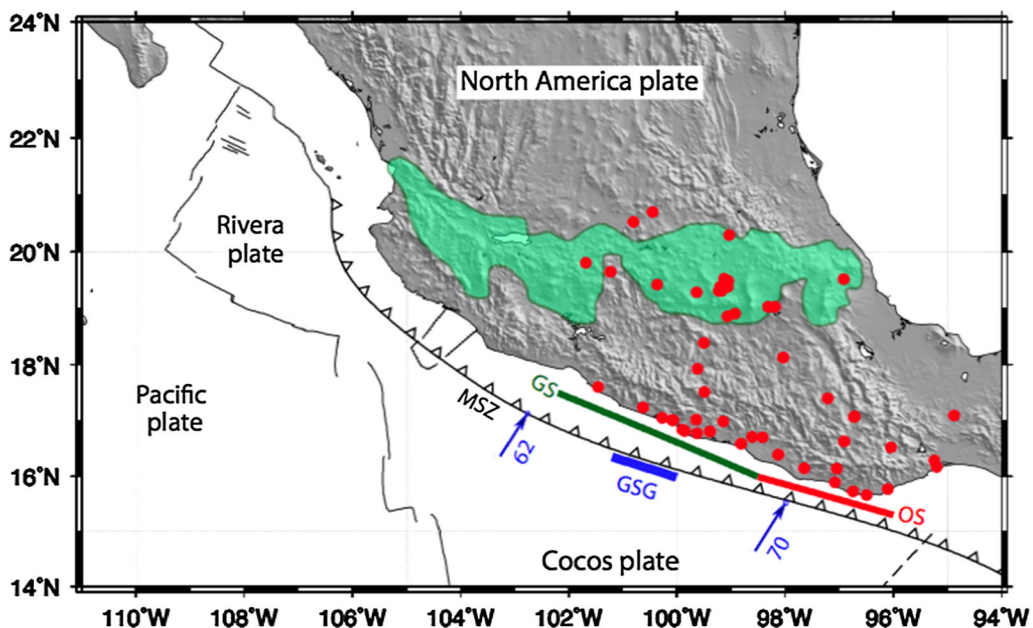 24°N
22°N
20°N
18°N
16°N
14°N
North America plate
Rivera
plate
Pacific
plate
MSZ
GS
62
GSG
70
OS
Cocos plate
110°W
108°W
106°W
104°W
102°W
100°W
98°W
96°W
94°W